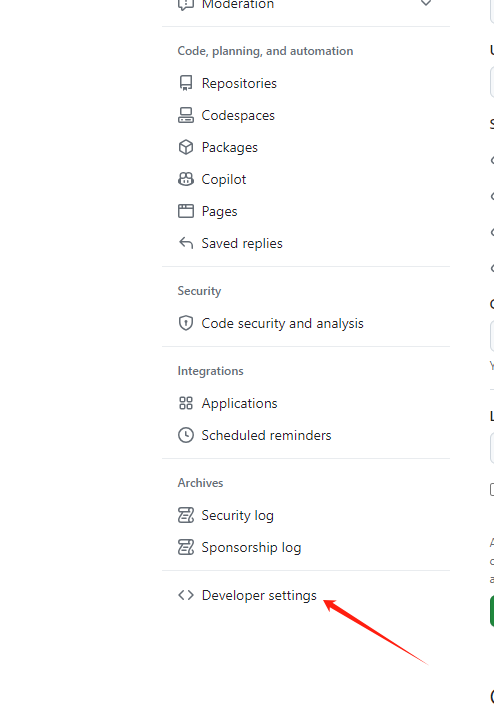 Moderation
Code, planning, and automation
Repositories
Codespaces
Packages
Copilot
Pages
Saved replies
Security
Code security and analysis
Integrations
Applications
Scheduled reminders
Archives
Security log
Sponsorship log
Developer settings